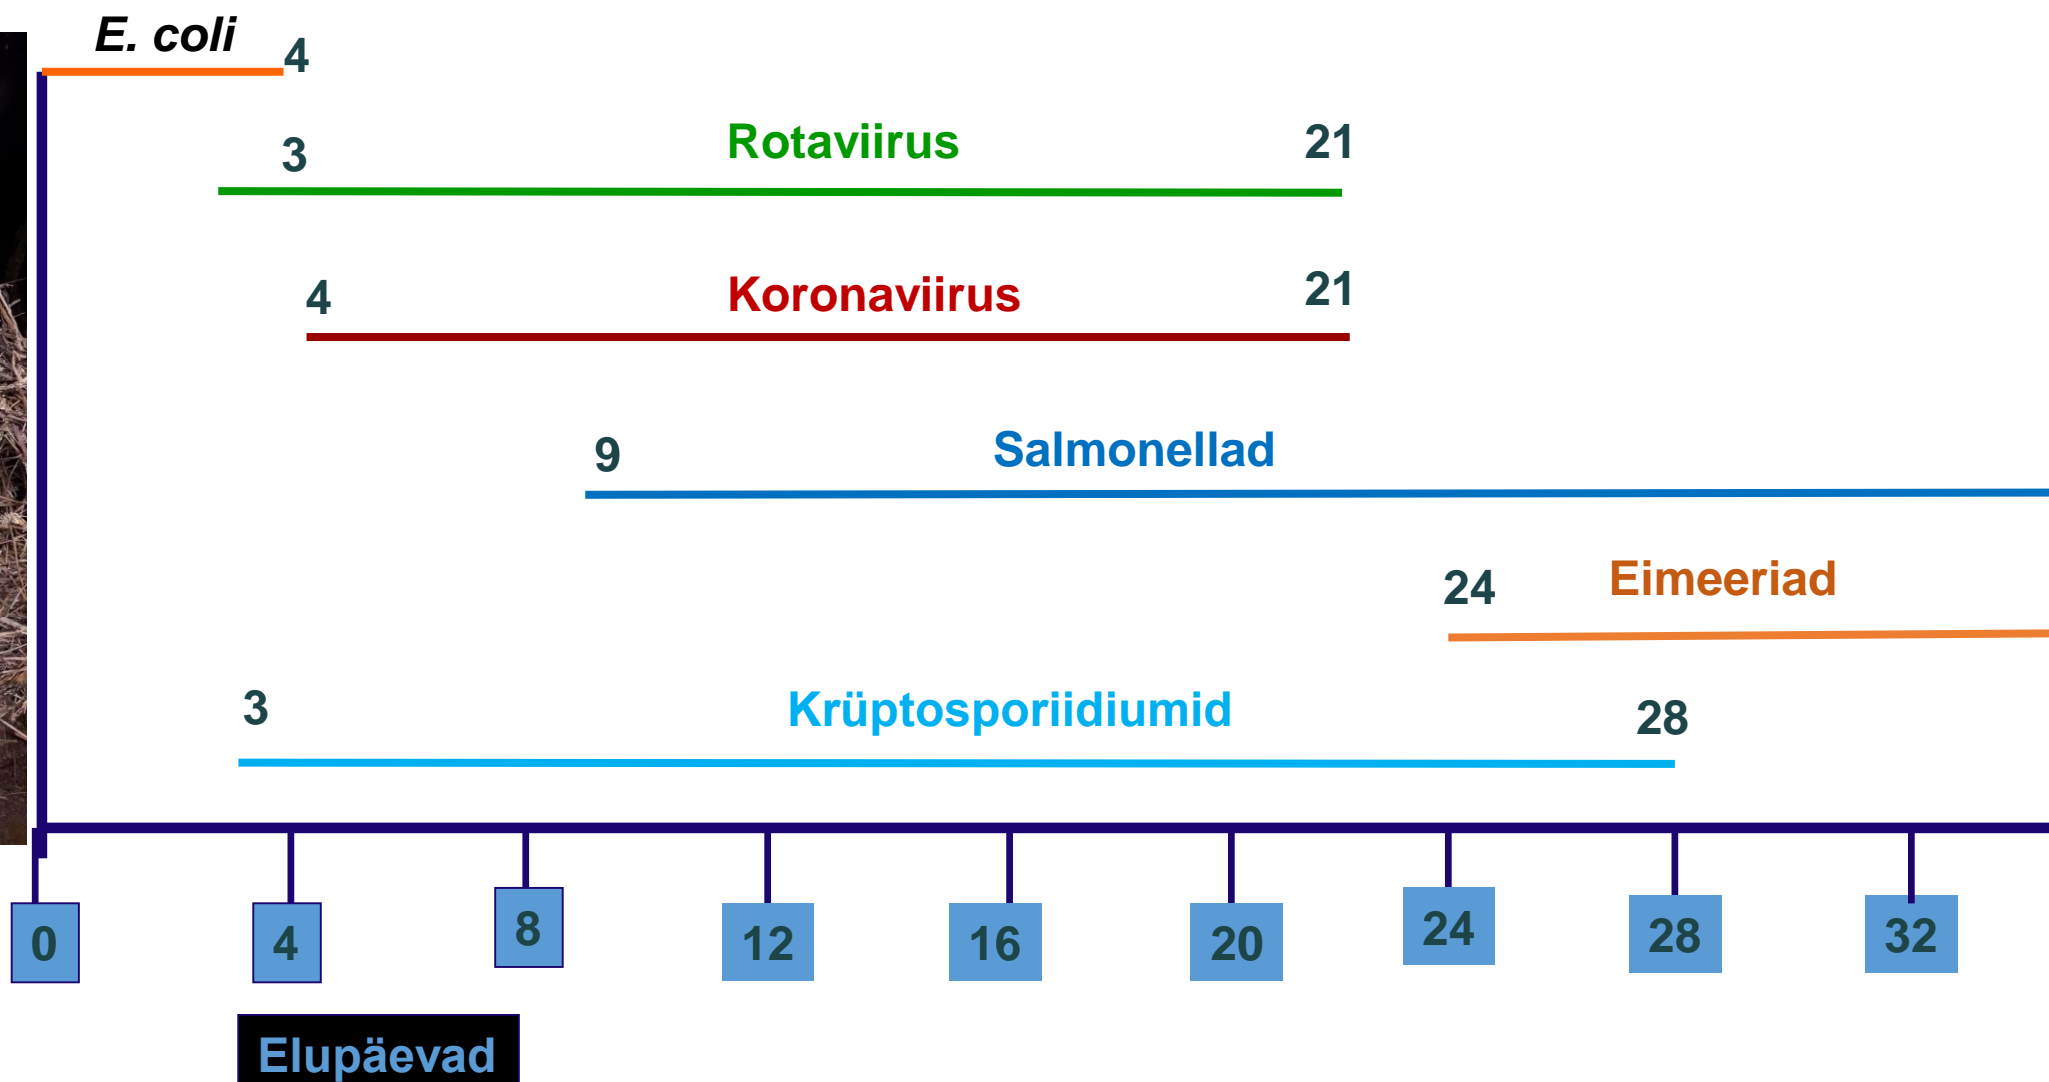 E. coli 4
3 Rotaviirus 21
4 Koronaviirus 21
9 Salmonellad
24 Eimeeriad
3 Krüptosporiidiumid 28
0 4 8 12 16 20 24 28 32
Elupäevad